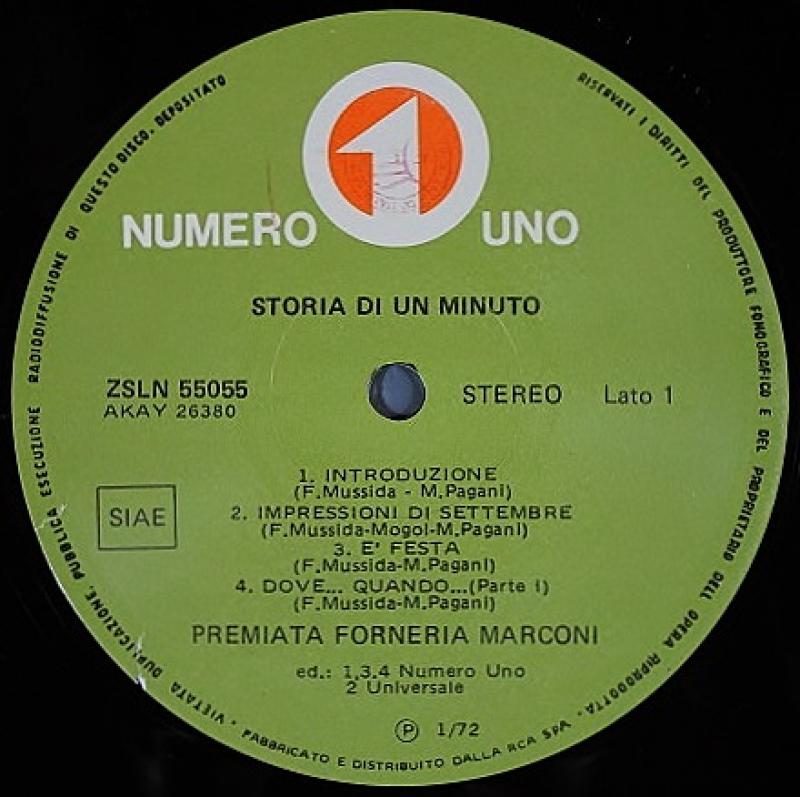 RISERVATI I DIRITTI DEL PRODUTTORE FONOGRAFICO E DEL PROPRIETARIO DELL'OPERA RIPRODOTTA - VIETATA DUBLICAZIONE, PUBBLICA ESECUZIONE RADIODIFFUSIONE DI QUESTO DISCO. DEPOSITATO
1
NUMERO UNO
STORIA DI UN MINUTO
ZSLN 55055
AKAY 26380
STEREO Lato 1
SIAE
1. INTRODUZIONE
(F.Mussida - M.Pagani)
2. IMPRESSIONI DI SETTEMBRE
(F.Mussida-Mogol-M.Pagani)
3. E' FESTA
(F.Mussida-M.Pagani)
4. DOVE... QUANDO...(Parte I)
(F.Mussida-M.Pagani)
PREMIATA FORNERIA MARCONI
ed.: 1,3,4 Numero Uno
2 Universale
Ⓟ 1/72
FABBRICATO E DISTRIBUITO DALLA RCA SPA -